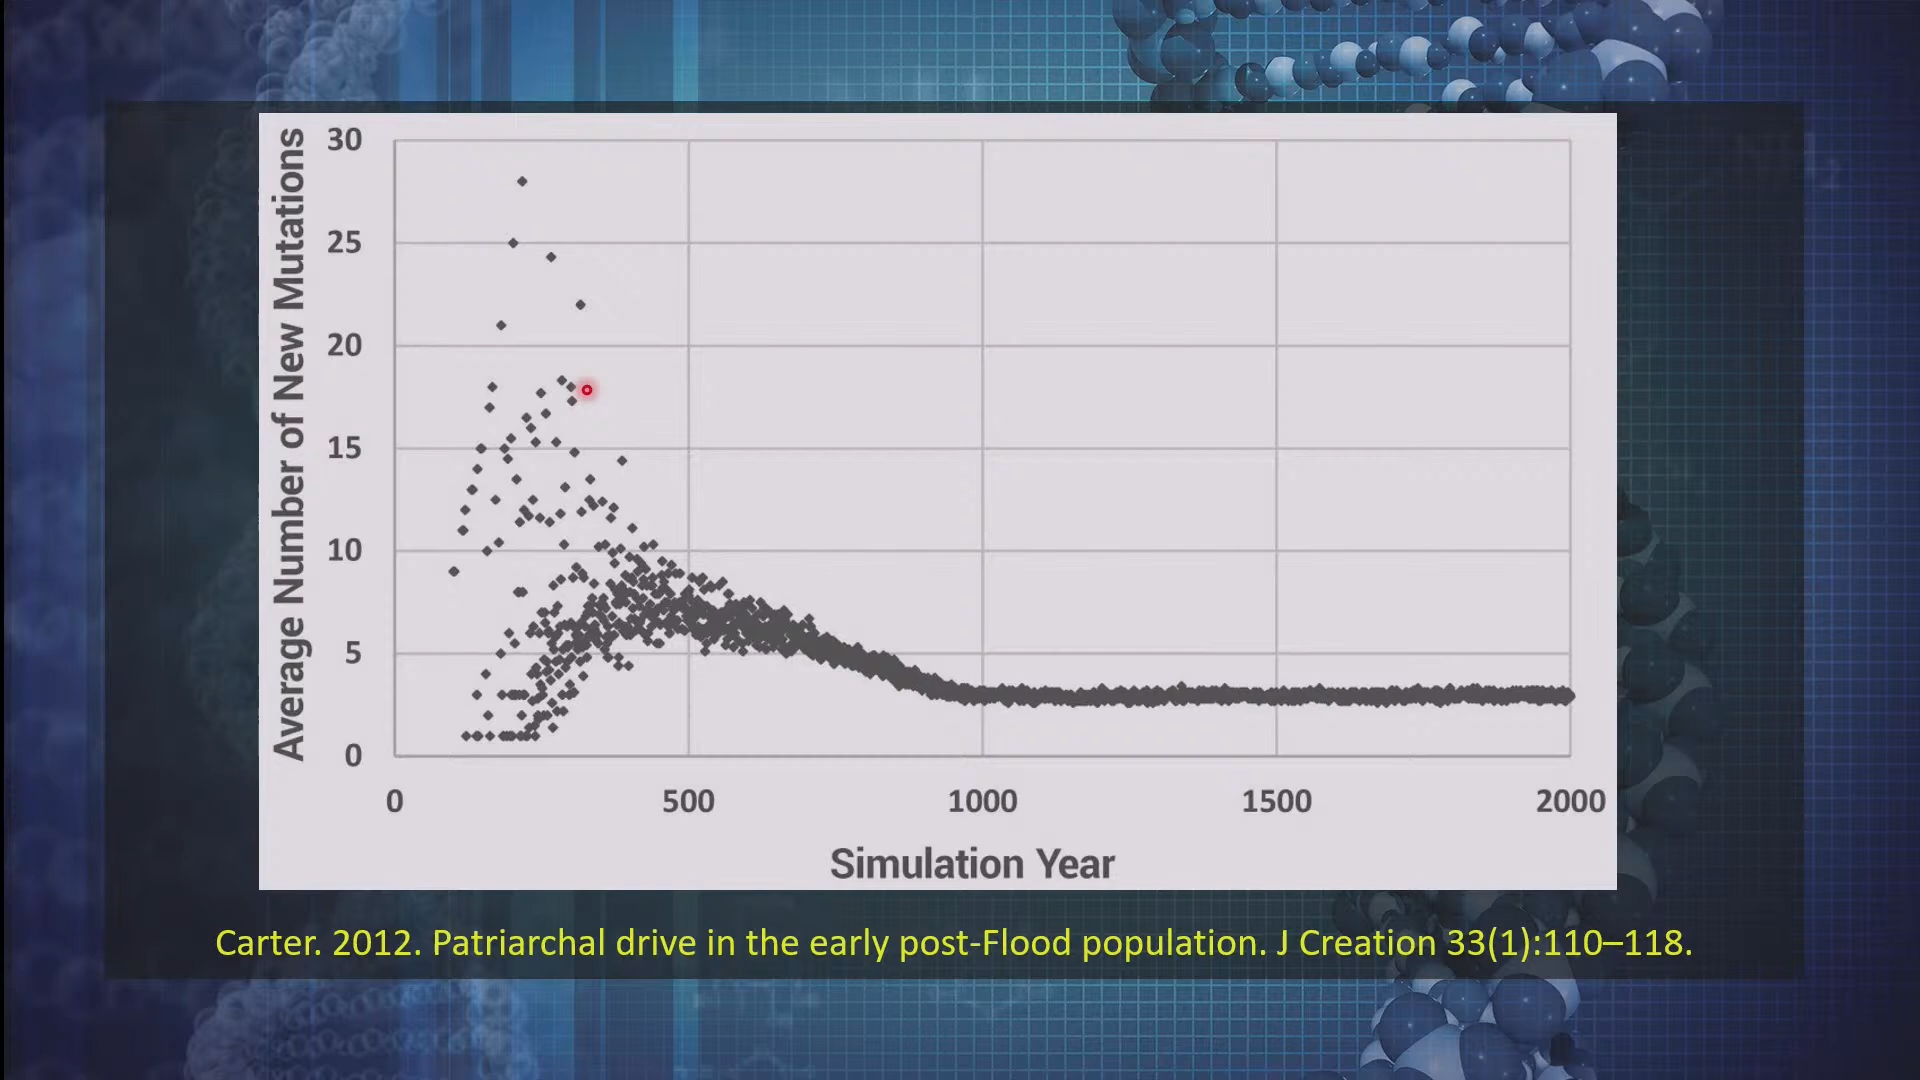 Average Number of New Mutations
30
25
20
15
10
5
0
0 500 1000 1500 2000
Simulation Year
Carter. 2012. Patriarchal drive in the early post-Flood population. J Creation 33(1):110–118.